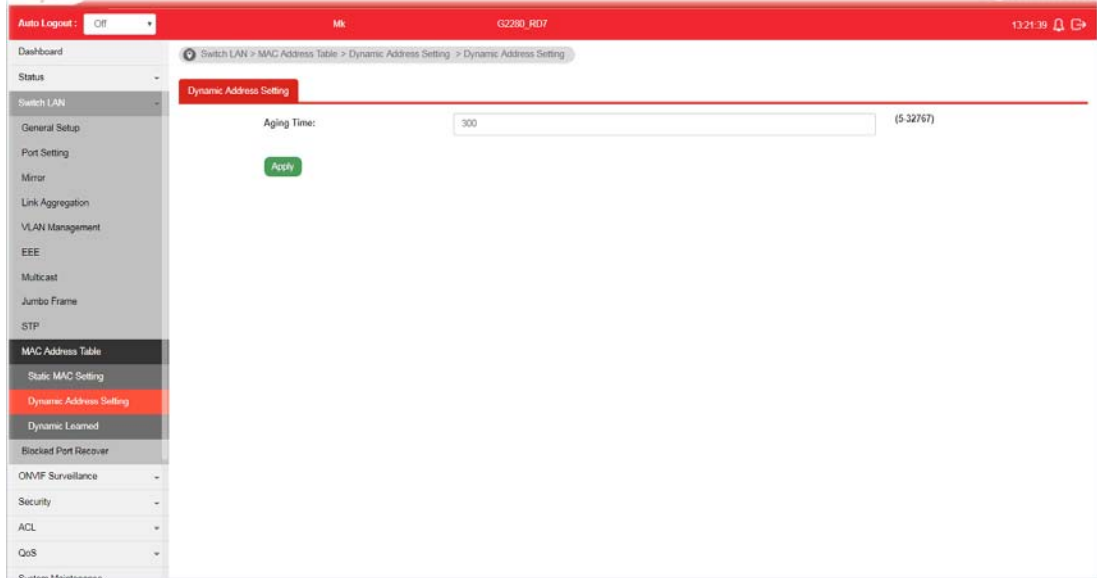 Auto Logout : Off Mk G2280_RD7 13:21:39
Dashboard
Switch LAN > MAC Address Table > Dynamic Address Setting > Dynamic Address Setting
Status
Dynamic Address Setting
Switch LAN
Aging Time: 300 (5-32767)
General Setup
Port Setting
Apply
Mirror
Link Aggregation
VLAN Management
EEE
Multicast
Jumbo Frame
STP
MAC Address Table
Static MAC Setting
Dynamic Address Setting
Dynamic Learned
Blocked Port Recover
ONVIF Surveillance
Security
ACL
QoS
System Maintenance